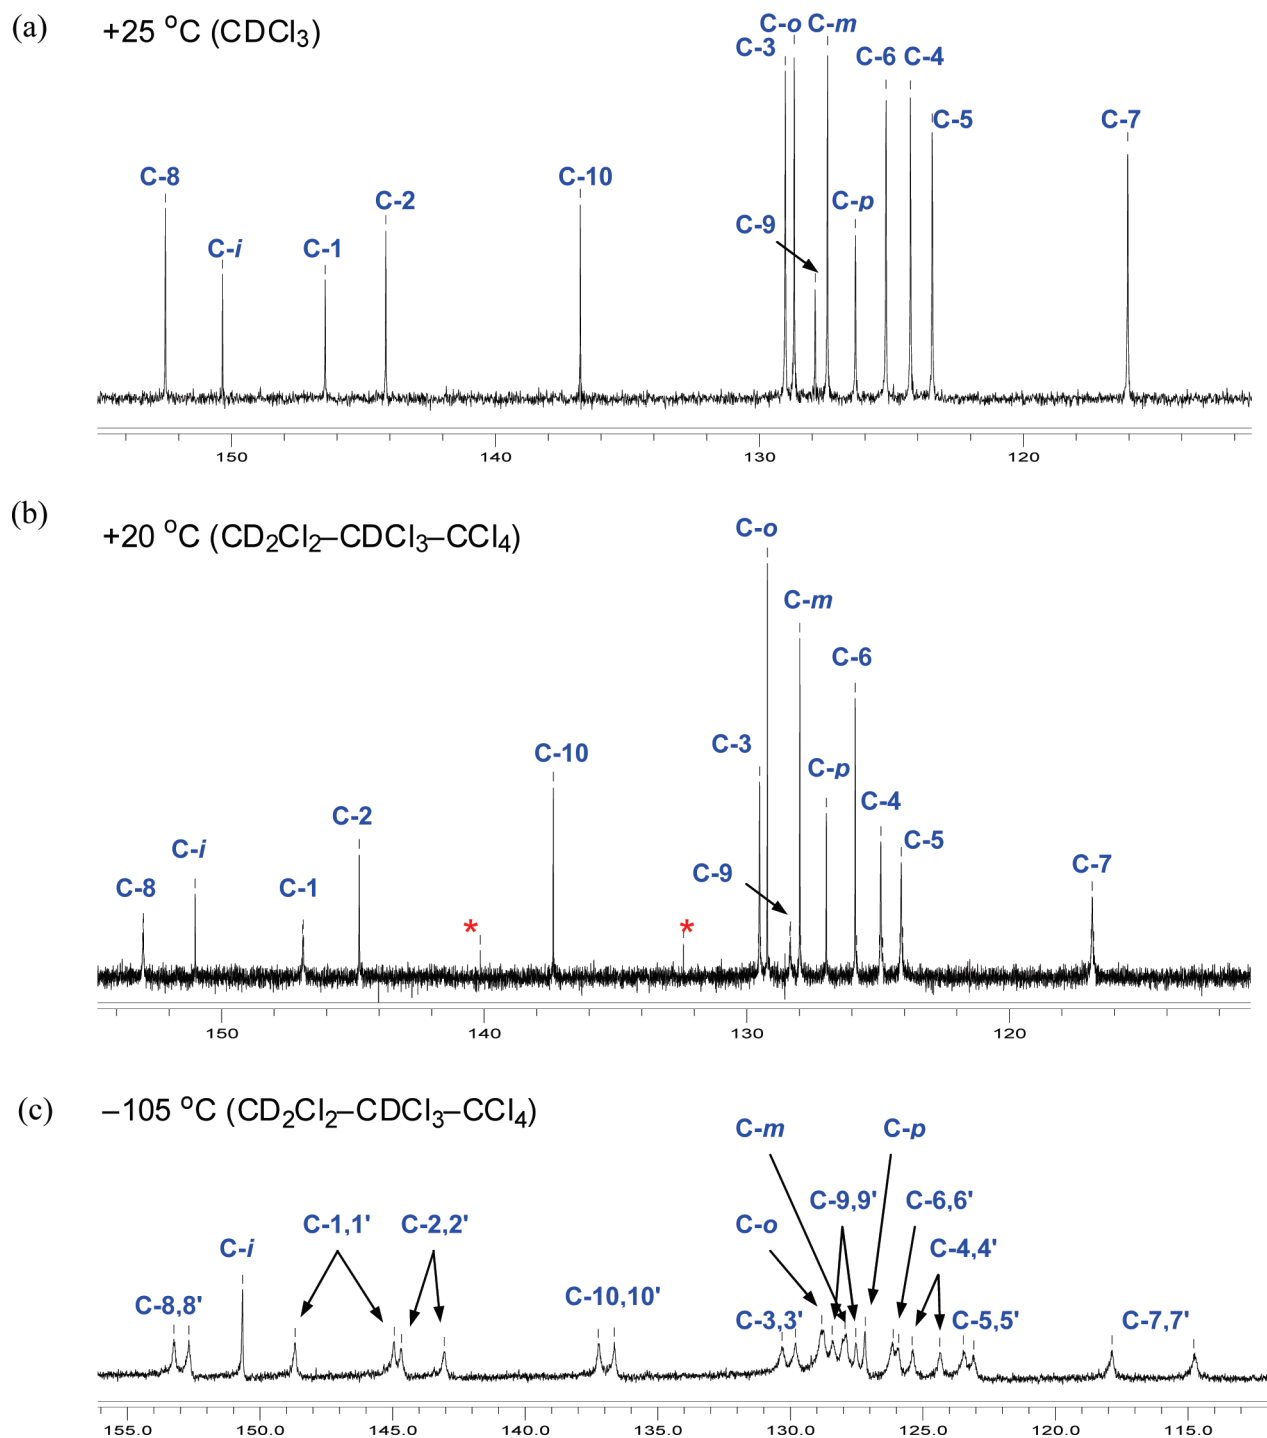 (a) +25 °C (CDCl₃)
C-o C-m
C-3 C-6 C-4
C-5 C-7
C-8 C-10
C-2 C-p
C-i C-1 C-9
150 140 130 120
(b) +20 °C (CD₂Cl₂–CDCl₃–CCl₄)
C-o
C-m
C-6
C-3 C-10
C-p
C-2 C-4
C-i C-5
C-8 C-1 C-9 C-7
* *
150 140 130 120
(c) –105 °C (CD₂Cl₂–CDCl₃–CCl₄)
C-m C-p
C-9,9' C-6,6'
C-1,1' C-2,2' C-o
C-i C-4,4'
C-8,8' C-10,10' C-3,3' C-5,5' C-7,7'
155.0 150.0 145.0 140.0 135.0 130.0 125.0 120.0 115.0